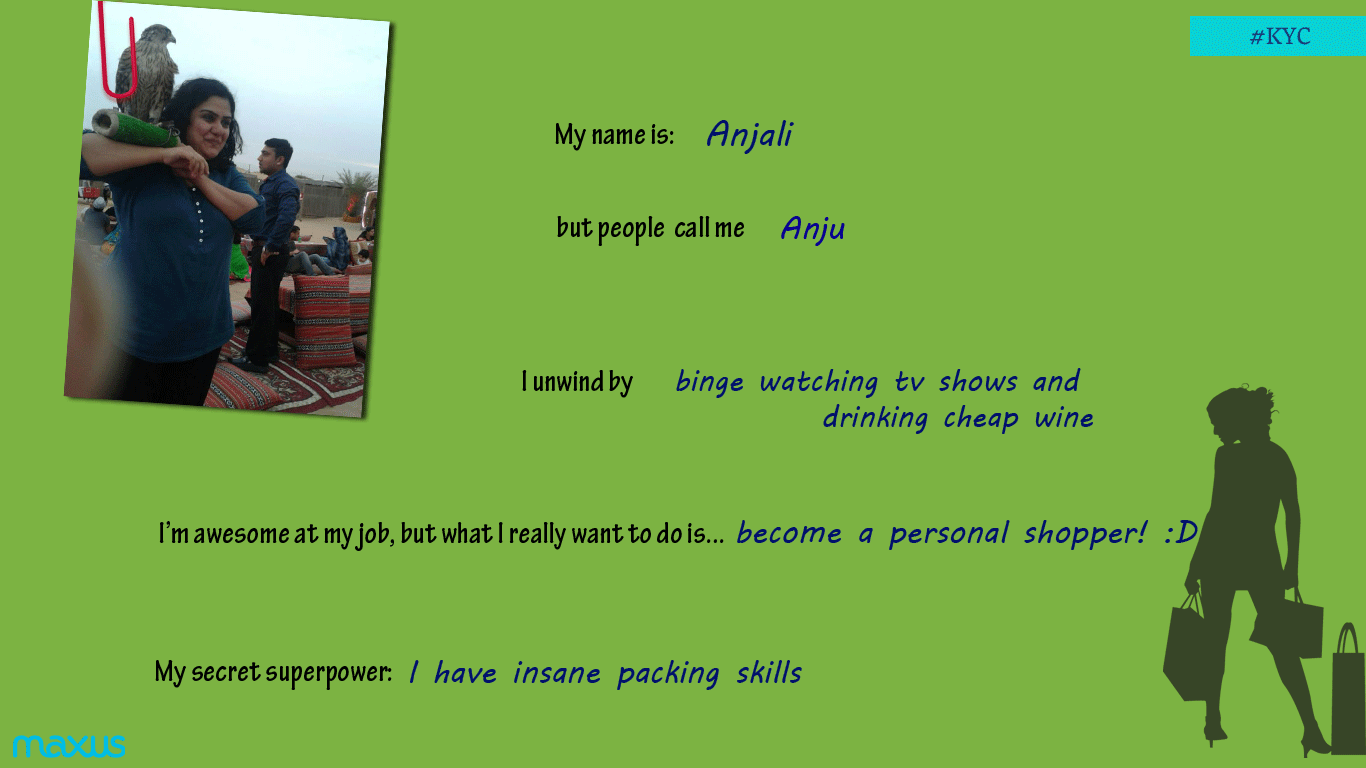 #KYC
My name is: Anjali
but people call me Anju
I unwind by binge watching tv shows and
drinking cheap wine
I'm awesome at my job, but what I really want to do is... become a personal shopper! :D
My secret superpower: I have insane packing skills
maxus